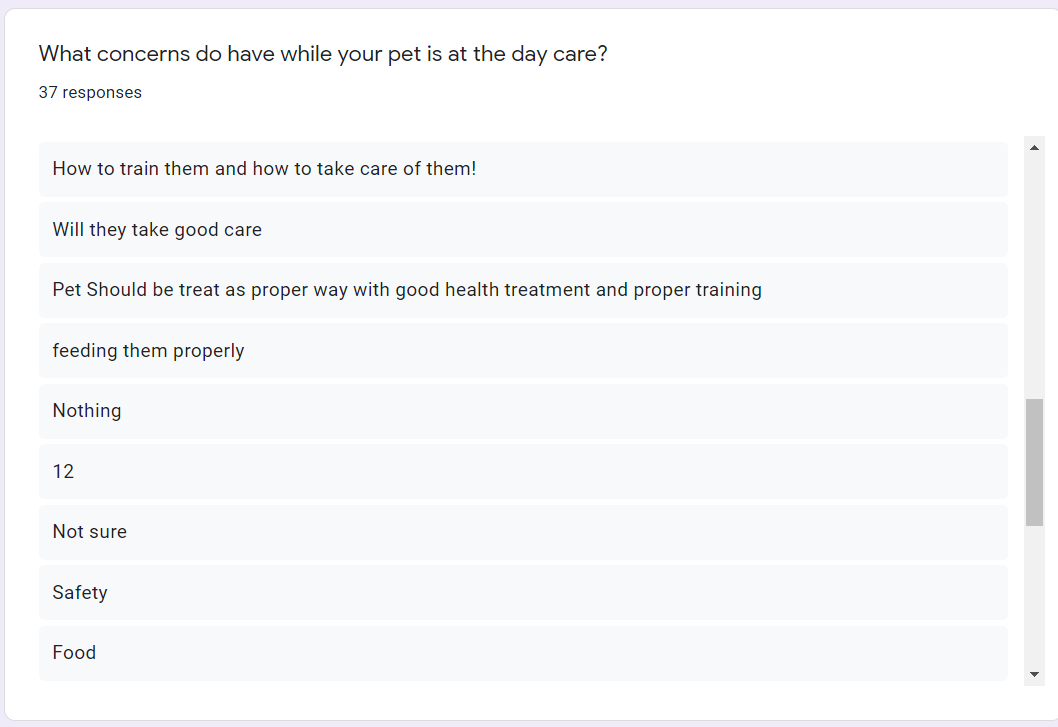 What concerns do have while your pet is at the day care?
37 responses
How to train them and how to take care of them!
Will they take good care
Pet Should be treat as proper way with good health treatment and proper training
feeding them properly
Nothing
12
Not sure
Safety
Food